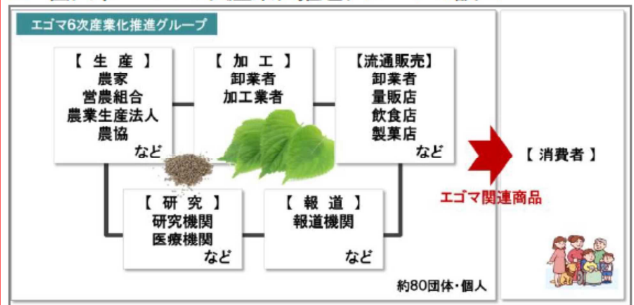 エゴマ6次産業化推進グループ
【 生 産 】
農家
営農組合
農業生産法人
農協
など
【 加 工 】
卸業者
加工業者
【流通販売】
卸業者
量販店
飲食店
製菓店
など
【 研 究 】
研究機関
医療機関
など
【 報 道 】
報道機関
など
エゴマ関連商品
【 消費者 】
約80団体・個人